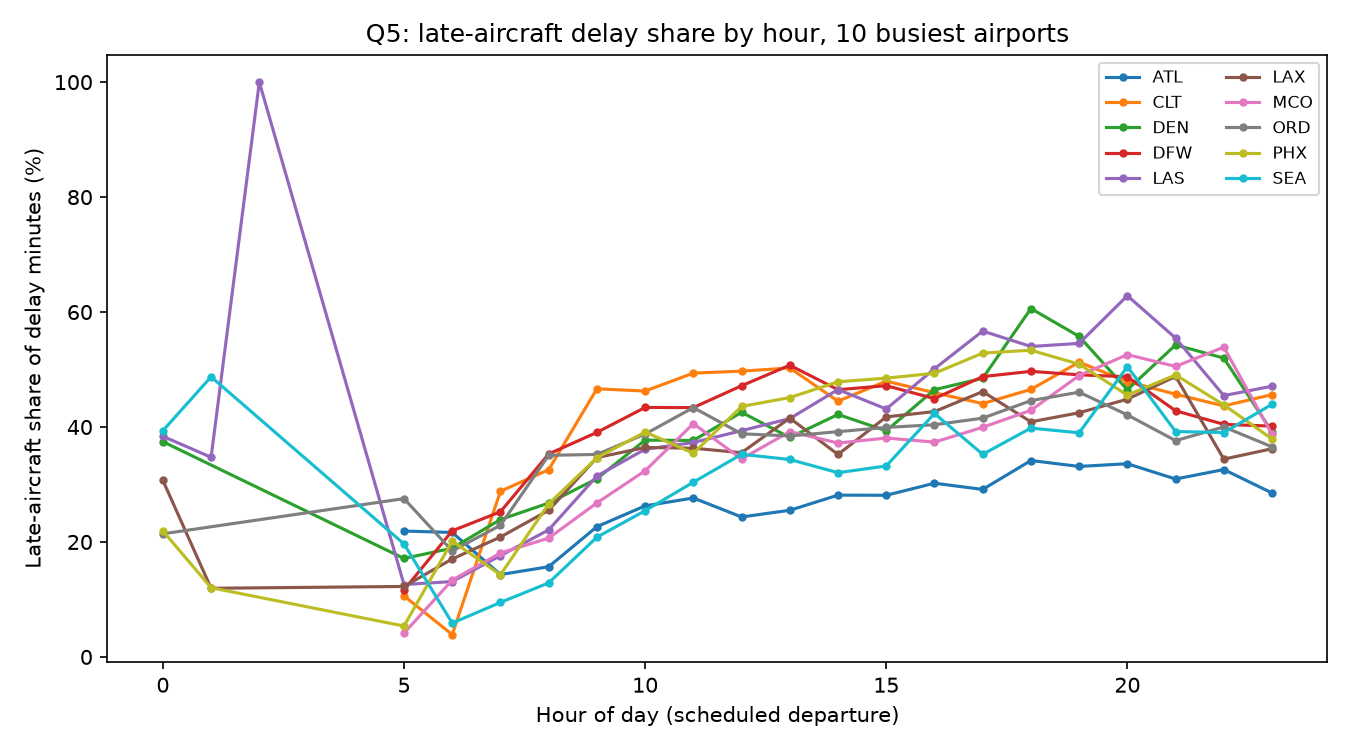 Q5: late-aircraft delay share by hour, 10 busiest airports
Late-aircraft share of delay minutes (%)
100
80
60
40
20
0
ATL
CLT
DEN
DFW
LAS
LAX
MCO
ORD
PHX
SEA
0
5
10
15
20
Hour of day (scheduled departure)